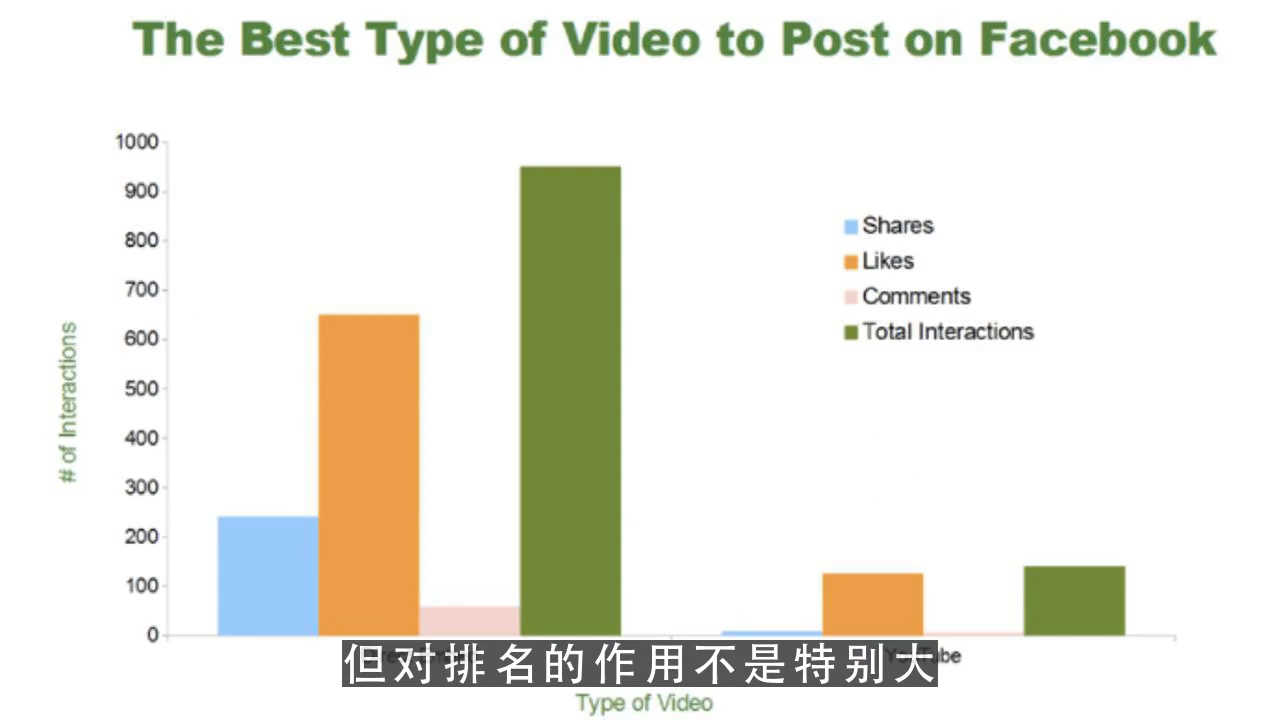 The Best Type of Video to Post on Facebook
1000
900
800
700
600
500
400
300
200
100
0
# of Interactions
Shares
Likes
Comments
Total Interactions
YouTube
但对排名的作用不是特别大
Type of Video